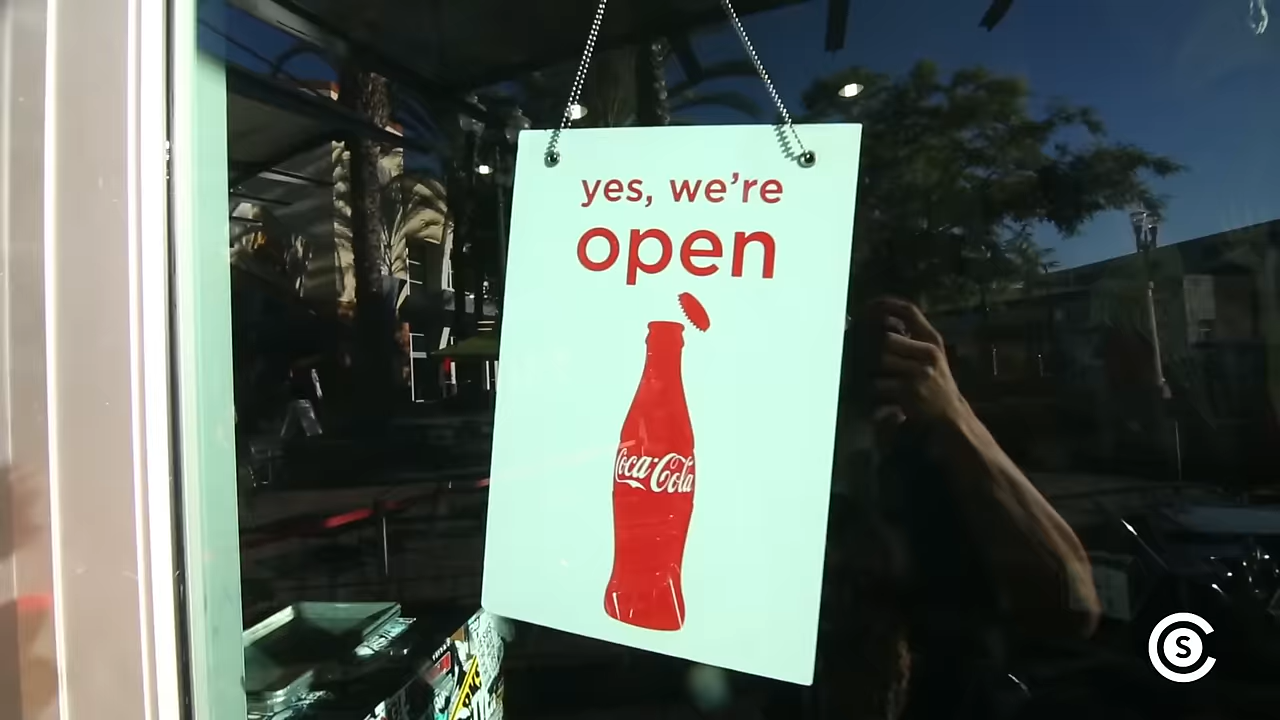 yes, we're
open
Coca-Cola
S